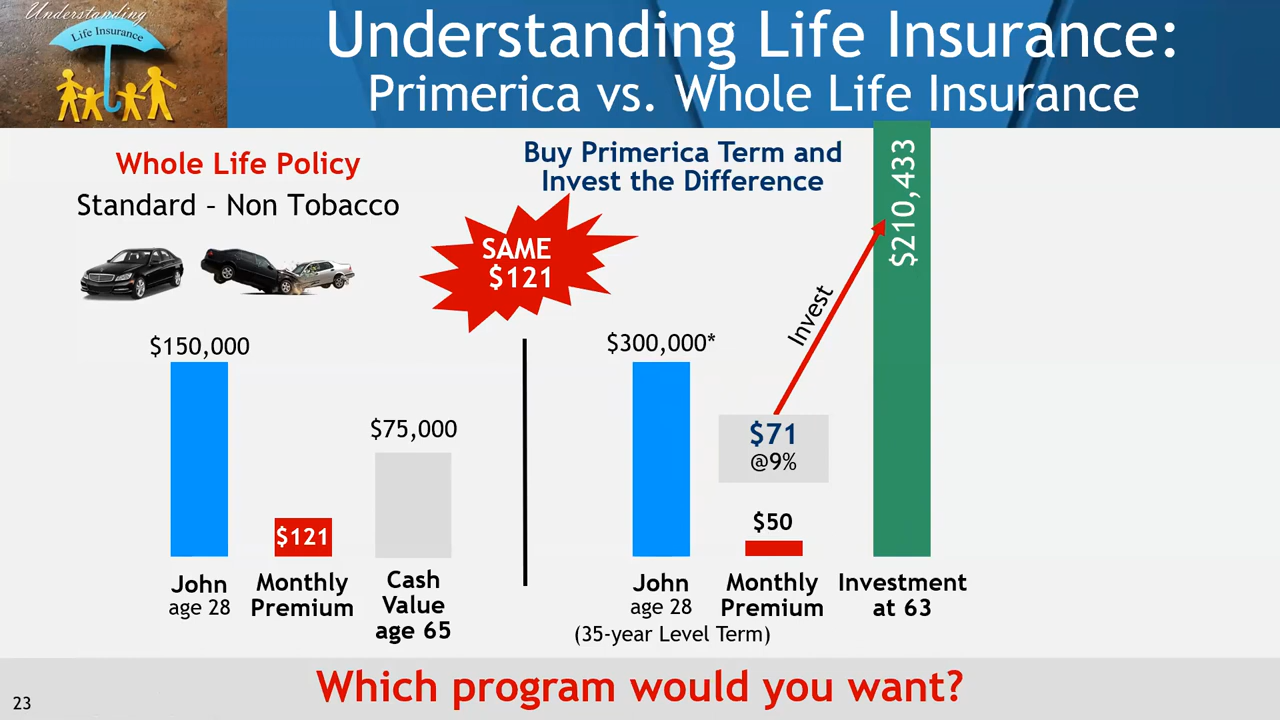 Understanding
Life Insurance
Understanding Life Insurance:
Primerica vs. Whole Life Insurance
Whole Life Policy
Standard – Non Tobacco
$150,000
$121
$75,000
John
age 28
Monthly
Premium
Cash
Value
age 65
SAME
$121
Buy Primerica Term and
Invest the Difference
$300,000*
$71
@9%
$50
Invest
$210,433
John
age 28
(35-year Level Term)
Monthly
Premium
Investment
at 63
Which program would you want?
23